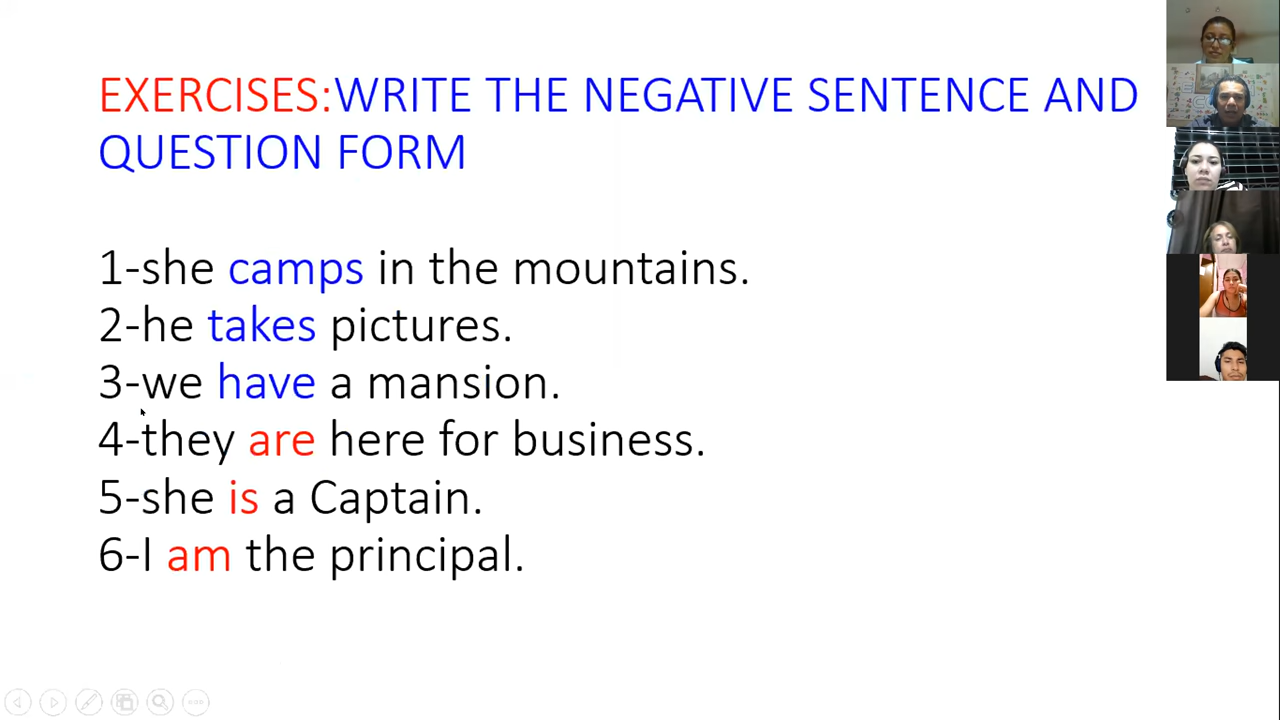 EXERCISES:WRITE THE NEGATIVE SENTENCE AND
QUESTION FORM
1-she camps in the mountains.
2-he takes pictures.
3-we have a mansion.
4-they are here for business.
5-she is a Captain.
6-I am the principal.